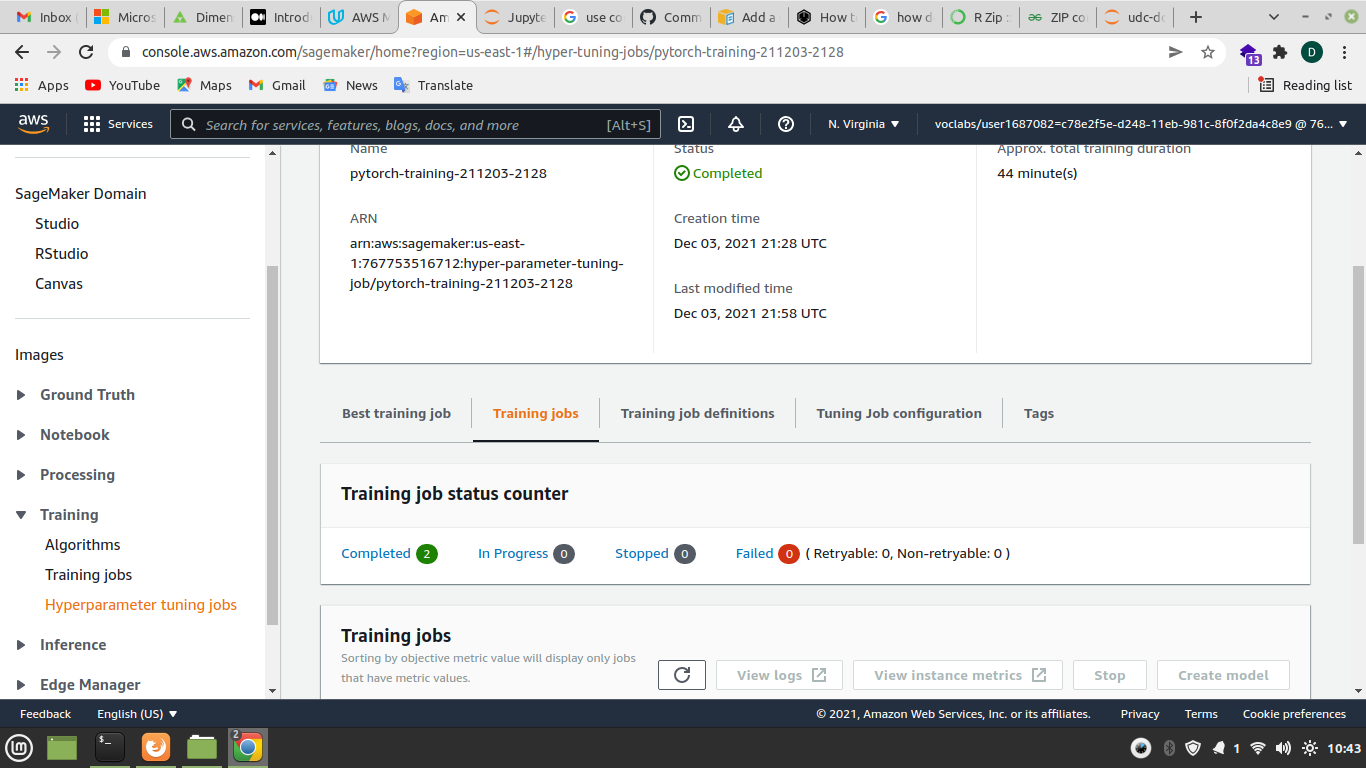 Inbox (
Micros
Dimen
Introdu
AWS M
Am
Jupyte
use co
Comm
Add a
How to
how d
R Zip :
ZIP co
udc-do
console.aws.amazon.com/sagemaker/home?region=us-east-1#/hyper-tuning-jobs/pytorch-training-211203-2128
13
D
Apps
YouTube
Maps
Gmail
News
Translate
Reading list
aws
Services
Search for services, features, blogs, docs, and more
[Alt+S]
N. Virginia
voclabs/user1687082=c78e2f5e-d248-11eb-981c-8f0f2da4c8e9 @ 76...
SageMaker Domain
Studio
RStudio
Canvas
Images
Ground Truth
Notebook
Processing
Training
Algorithms
Training jobs
Hyperparameter tuning jobs
Inference
Edge Manager
Name
pytorch-training-211203-2128
ARN
arn:aws:sagemaker:us-east-
1:767753516712:hyper-parameter-tuning-
job/pytorch-training-211203-2128
Status
Completed
Creation time
Dec 03, 2021 21:28 UTC
Last modified time
Dec 03, 2021 21:58 UTC
Approx. total training duration
44 minute(s)
Best training job
Training jobs
Training job definitions
Tuning Job configuration
Tags
Training job status counter
Completed 2
In Progress 0
Stopped 0
Failed 0 ( Retryable: 0, Non-retryable: 0 )
Training jobs
Sorting by objective metric value will display only jobs
that have metric values.
View logs
View instance metrics
Stop
Create model
Feedback
English (US)
© 2021, Amazon Web Services, Inc. or its affiliates.
Privacy
Terms
Cookie preferences
2
1
10:43